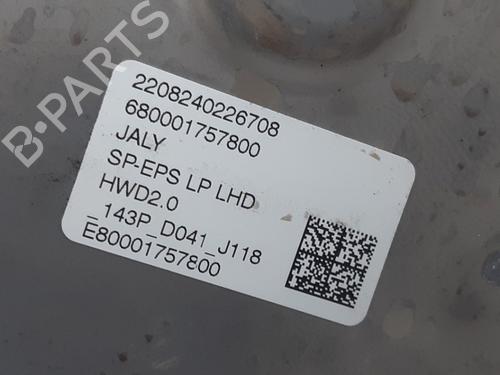 B-PARTS
2208240226708
680001757800
JALY
SP-EPS LP LHD
HWD2.0
_143P_D041_J118
E80001757800